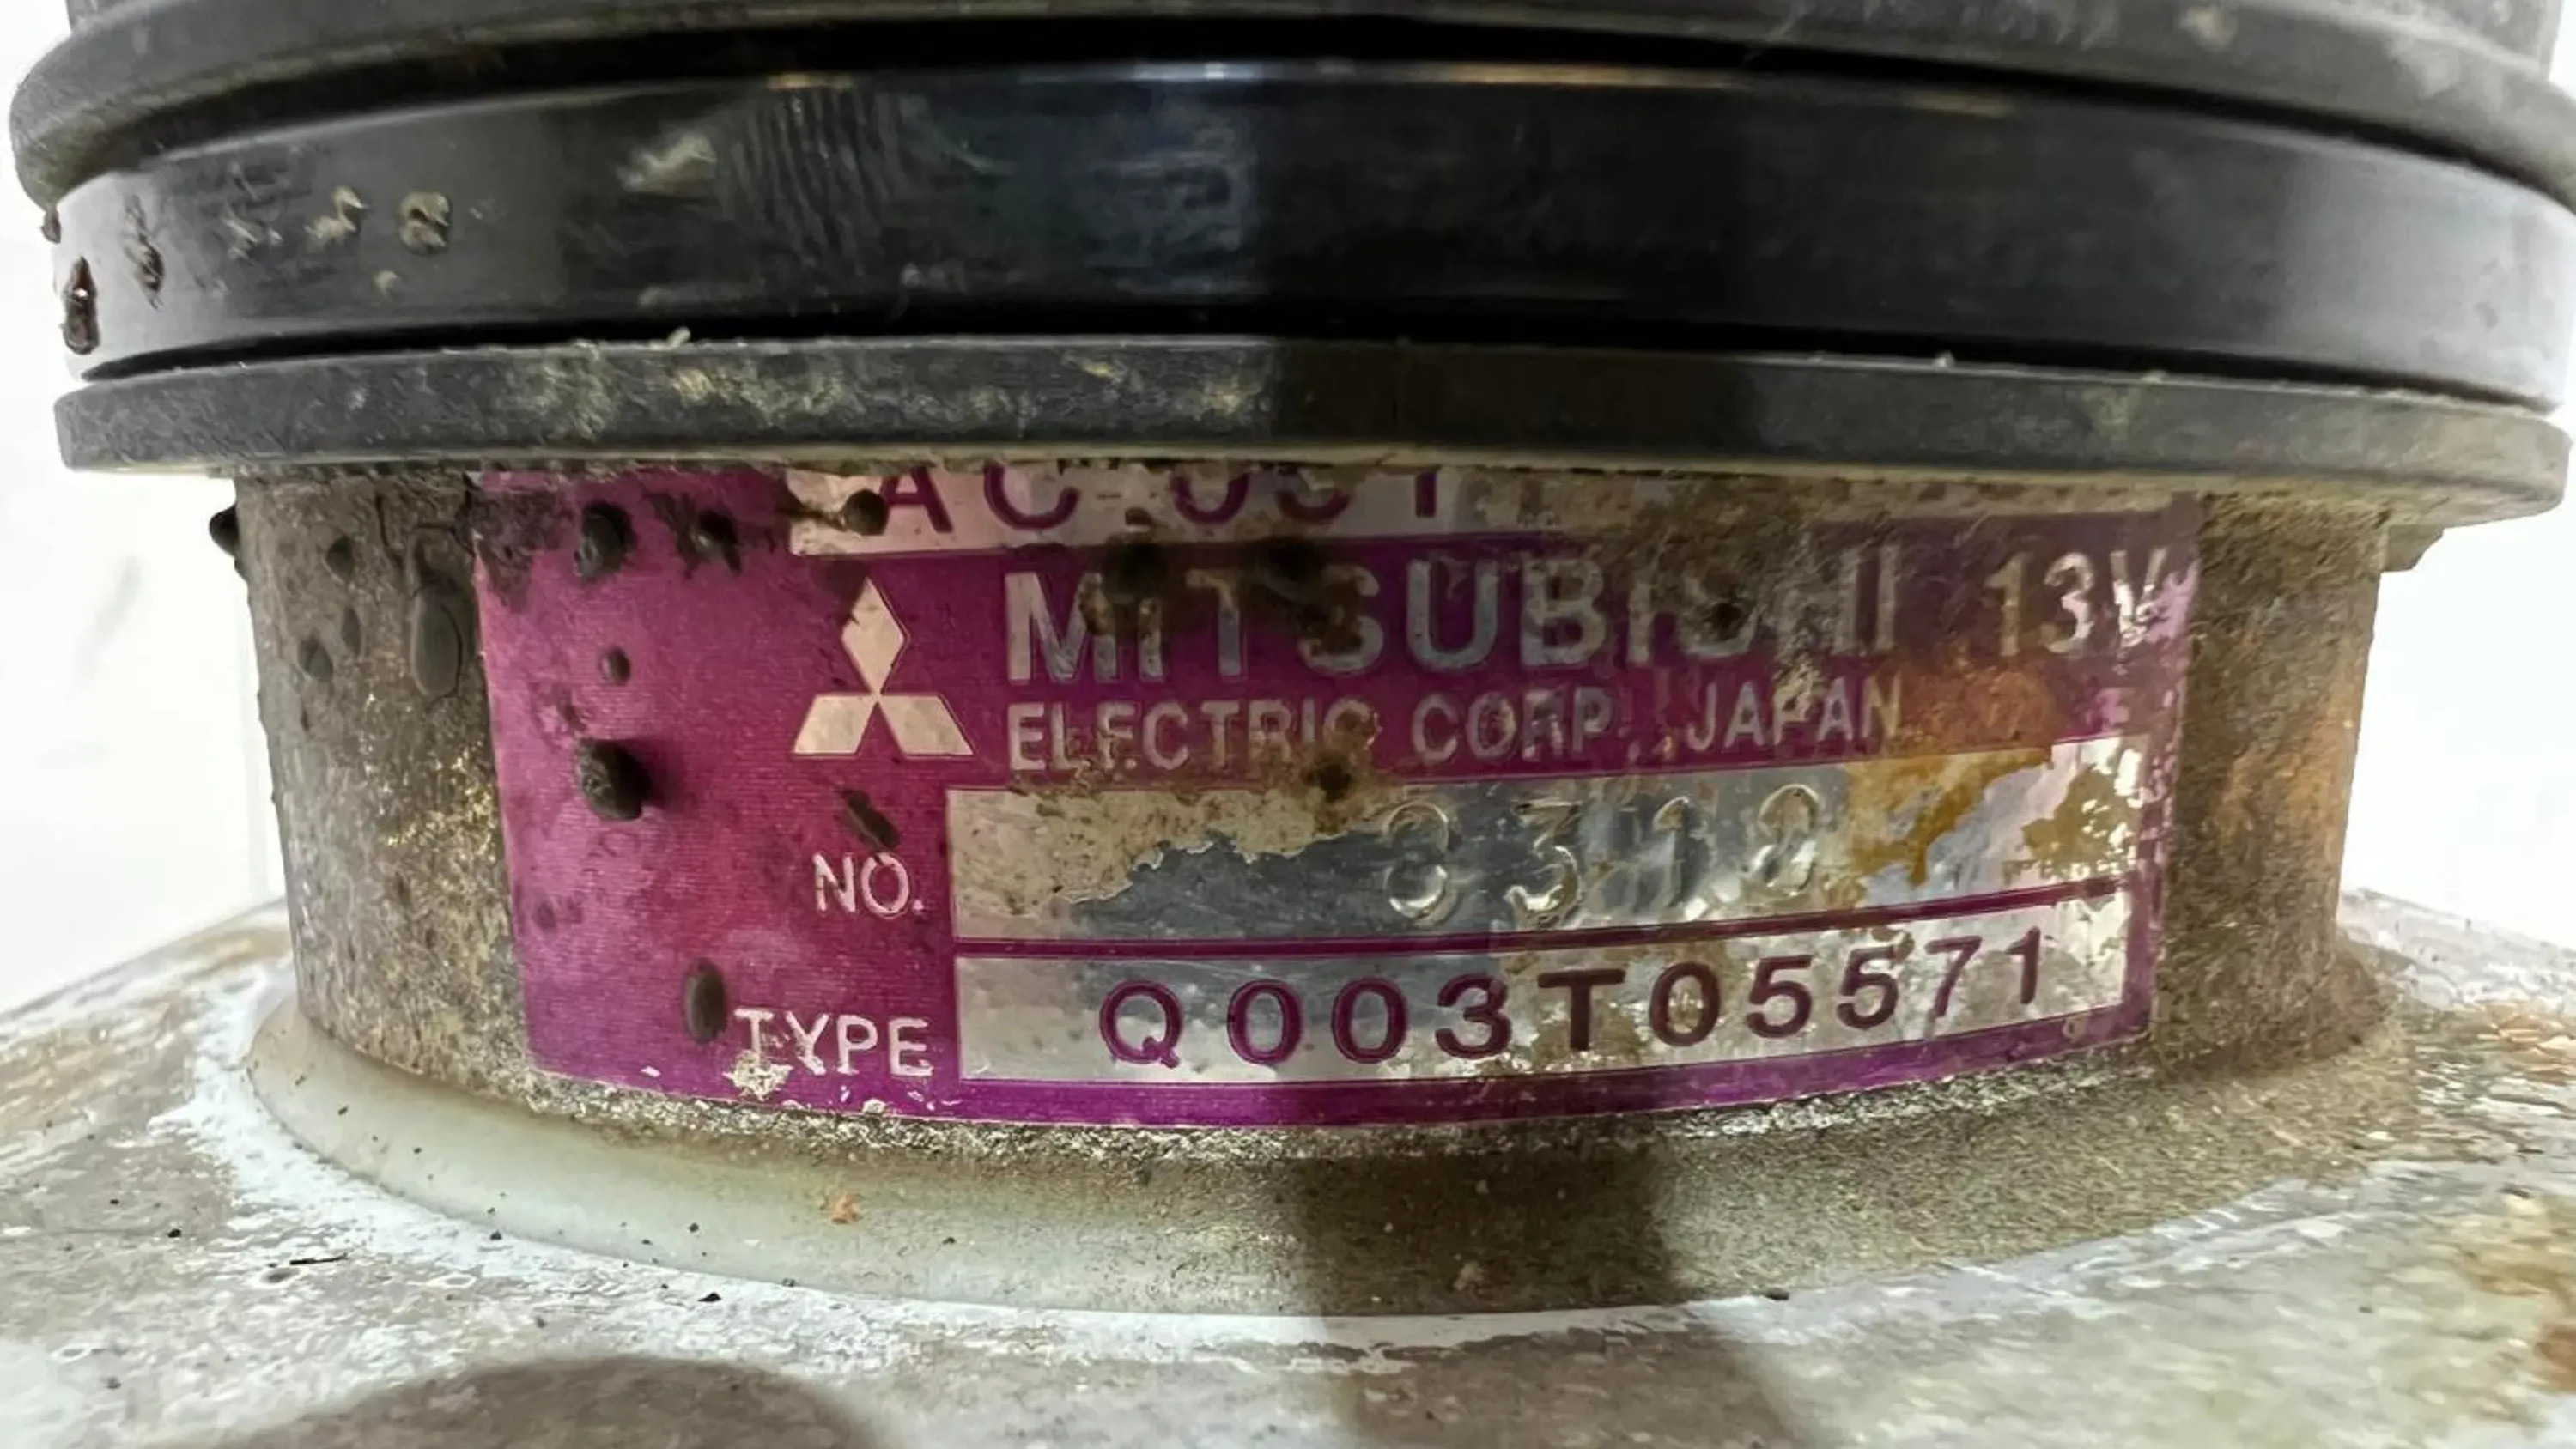 MITSUBISHI 13V
ELECTRIC CORP. JAPAN
NO.
TYPE Q003T05571